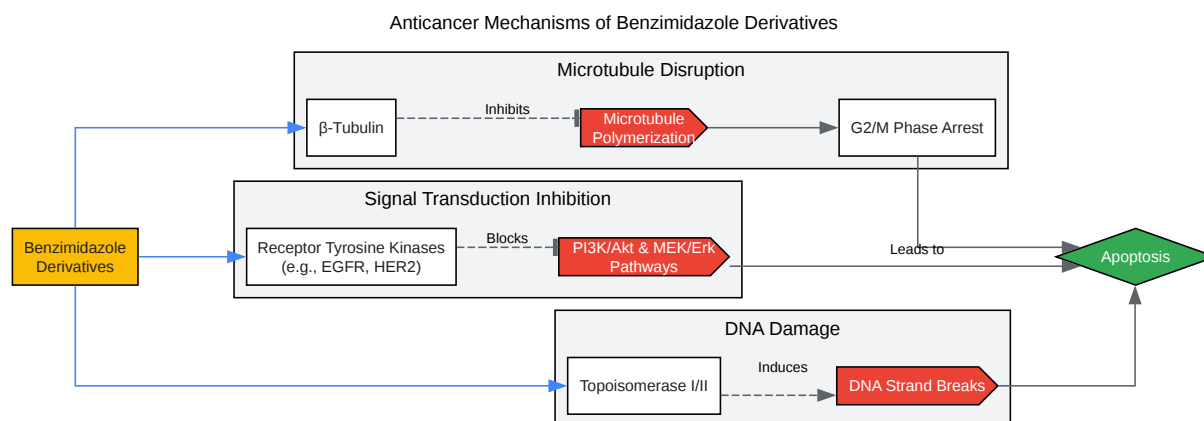 Anticancer Mechanisms of Benzimidazole Derivatives
Microtubule Disruption
β-Tubulin
Inhibits
Microtubule
Polymerization
G2/M Phase Arrest
Signal Transduction Inhibition
Benzimidazole
Derivatives
Receptor Tyrosine Kinases
(e.g., EGFR, HER2)
Blocks
PI3K/Akt & MEK/Erk
Pathways
Leads to
Apoptosis
DNA Damage
Topoisomerase I/II
Induces
DNA Strand Breaks